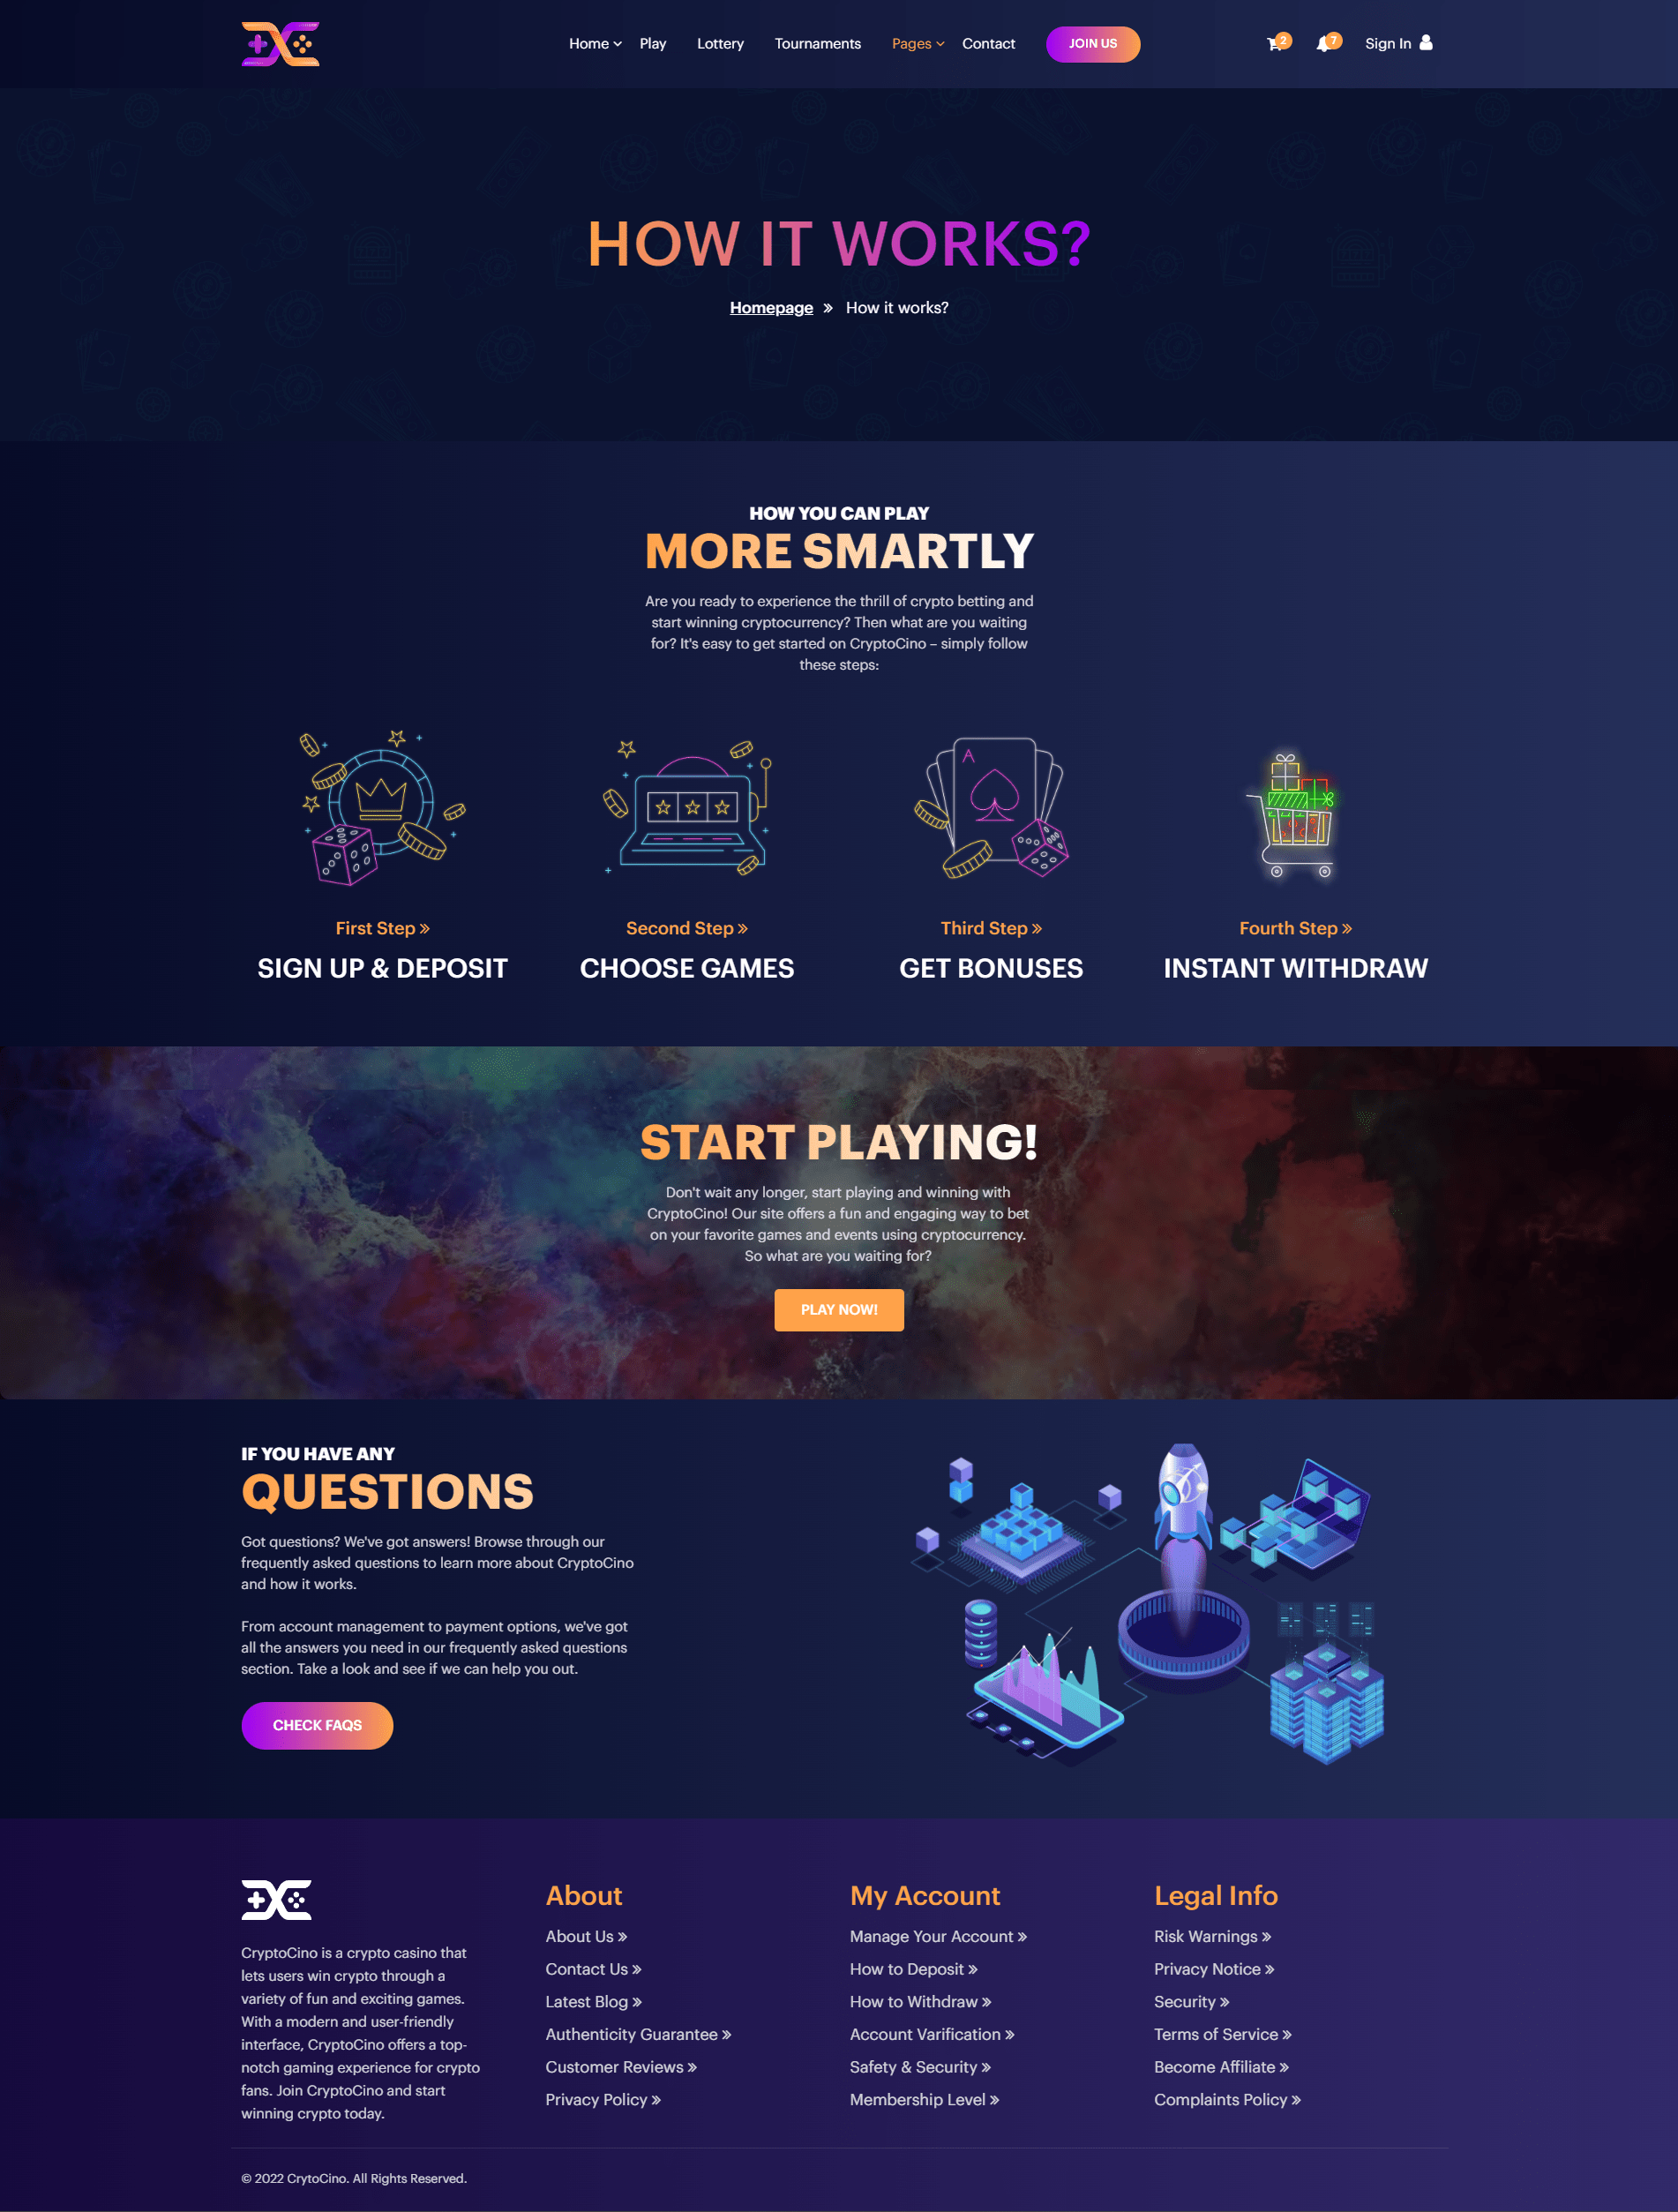 Home
Play
Lottery
Tournaments
Pages
Contact
JOIN US
2
7
Sign In
HOW IT WORKS?
Homepage » How it works?
HOW YOU CAN PLAY
MORE SMARTLY
Are you ready to experience the thrill of crypto betting and
start winning cryptocurrency? Then what are you waiting
for? It's easy to get started on CryptoCino – simply follow
these steps:
A
First Step »
SIGN UP & DEPOSIT
Second Step »
CHOOSE GAMES
Third Step »
GET BONUSES
Fourth Step »
INSTANT WITHDRAW
START PLAYING!
Don't wait any longer, start playing and winning with
CryptoCino! Our site offers a fun and engaging way to bet
on your favorite games and events using cryptocurrency.
So what are you waiting for?
PLAY NOW!
IF YOU HAVE ANY
QUESTIONS
Got questions? We've got answers! Browse through our
frequently asked questions to learn more about CryptoCino
and how it works.
From account management to payment options, we've got
all the answers you need in our frequently asked questions
section. Take a look and see if we can help you out.
CHECK FAQS
CryptoCino is a crypto casino that
lets users win crypto through a
variety of fun and exciting games.
With a modern and user-friendly
interface, CryptoCino offers a top-
notch gaming experience for crypto
fans. Join CryptoCino and start
winning crypto today.
About
About Us »
Contact Us »
Latest Blog »
Authenticity Guarantee »
Customer Reviews »
Privacy Policy »
My Account
Manage Your Account »
How to Deposit »
How to Withdraw »
Account Varification »
Safety & Security »
Membership Level »
Legal Info
Risk Warnings »
Privacy Notice »
Security »
Terms of Service »
Become Affiliate »
Complaints Policy »
© 2022 CrytoCino. All Rights Reserved.